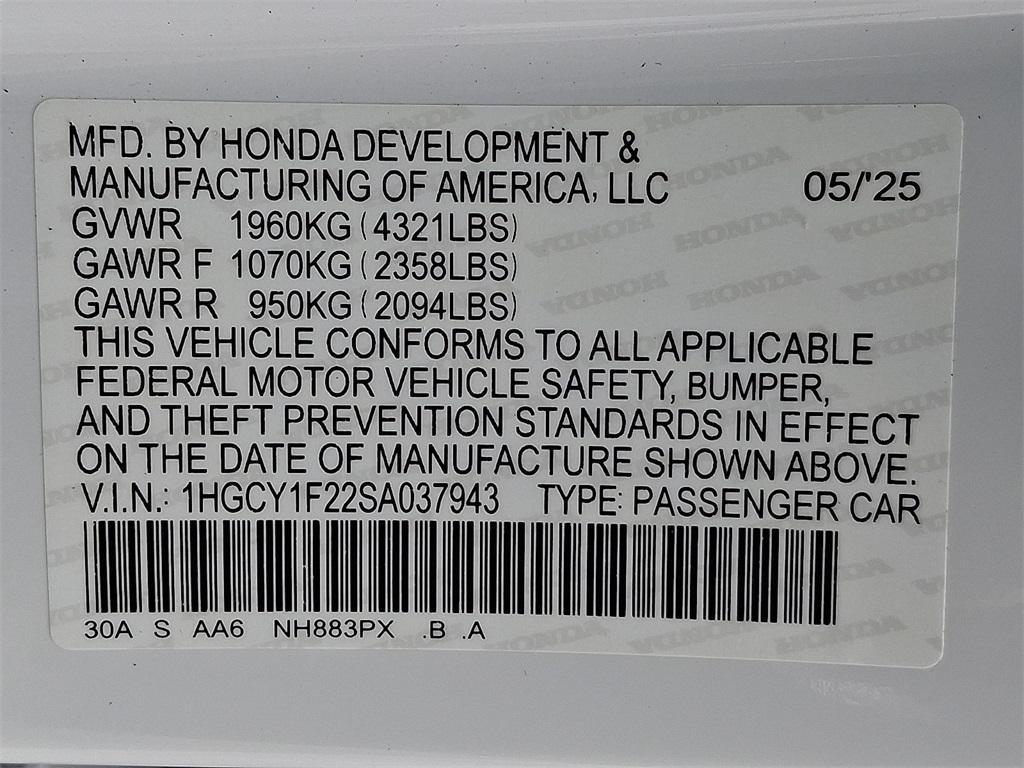 MFD. BY HONDA DEVELOPMENT &
MANUFACTURING OF AMERICA, LLC 05/'25
GVWR 1960KG (4321LBS)
GAWR F 1070KG (2358LBS)
GAWR R 950KG (2094LBS)
THIS VEHICLE CONFORMS TO ALL APPLICABLE
FEDERAL MOTOR VEHICLE SAFETY, BUMPER,
AND THEFT PREVENTION STANDARDS IN EFFECT
ON THE DATE OF MANUFACTURE SHOWN ABOVE.
V.I.N.: 1HGCY1F22SA037943 TYPE: PASSENGER CAR
30A S AA6 NH883PX .B .A